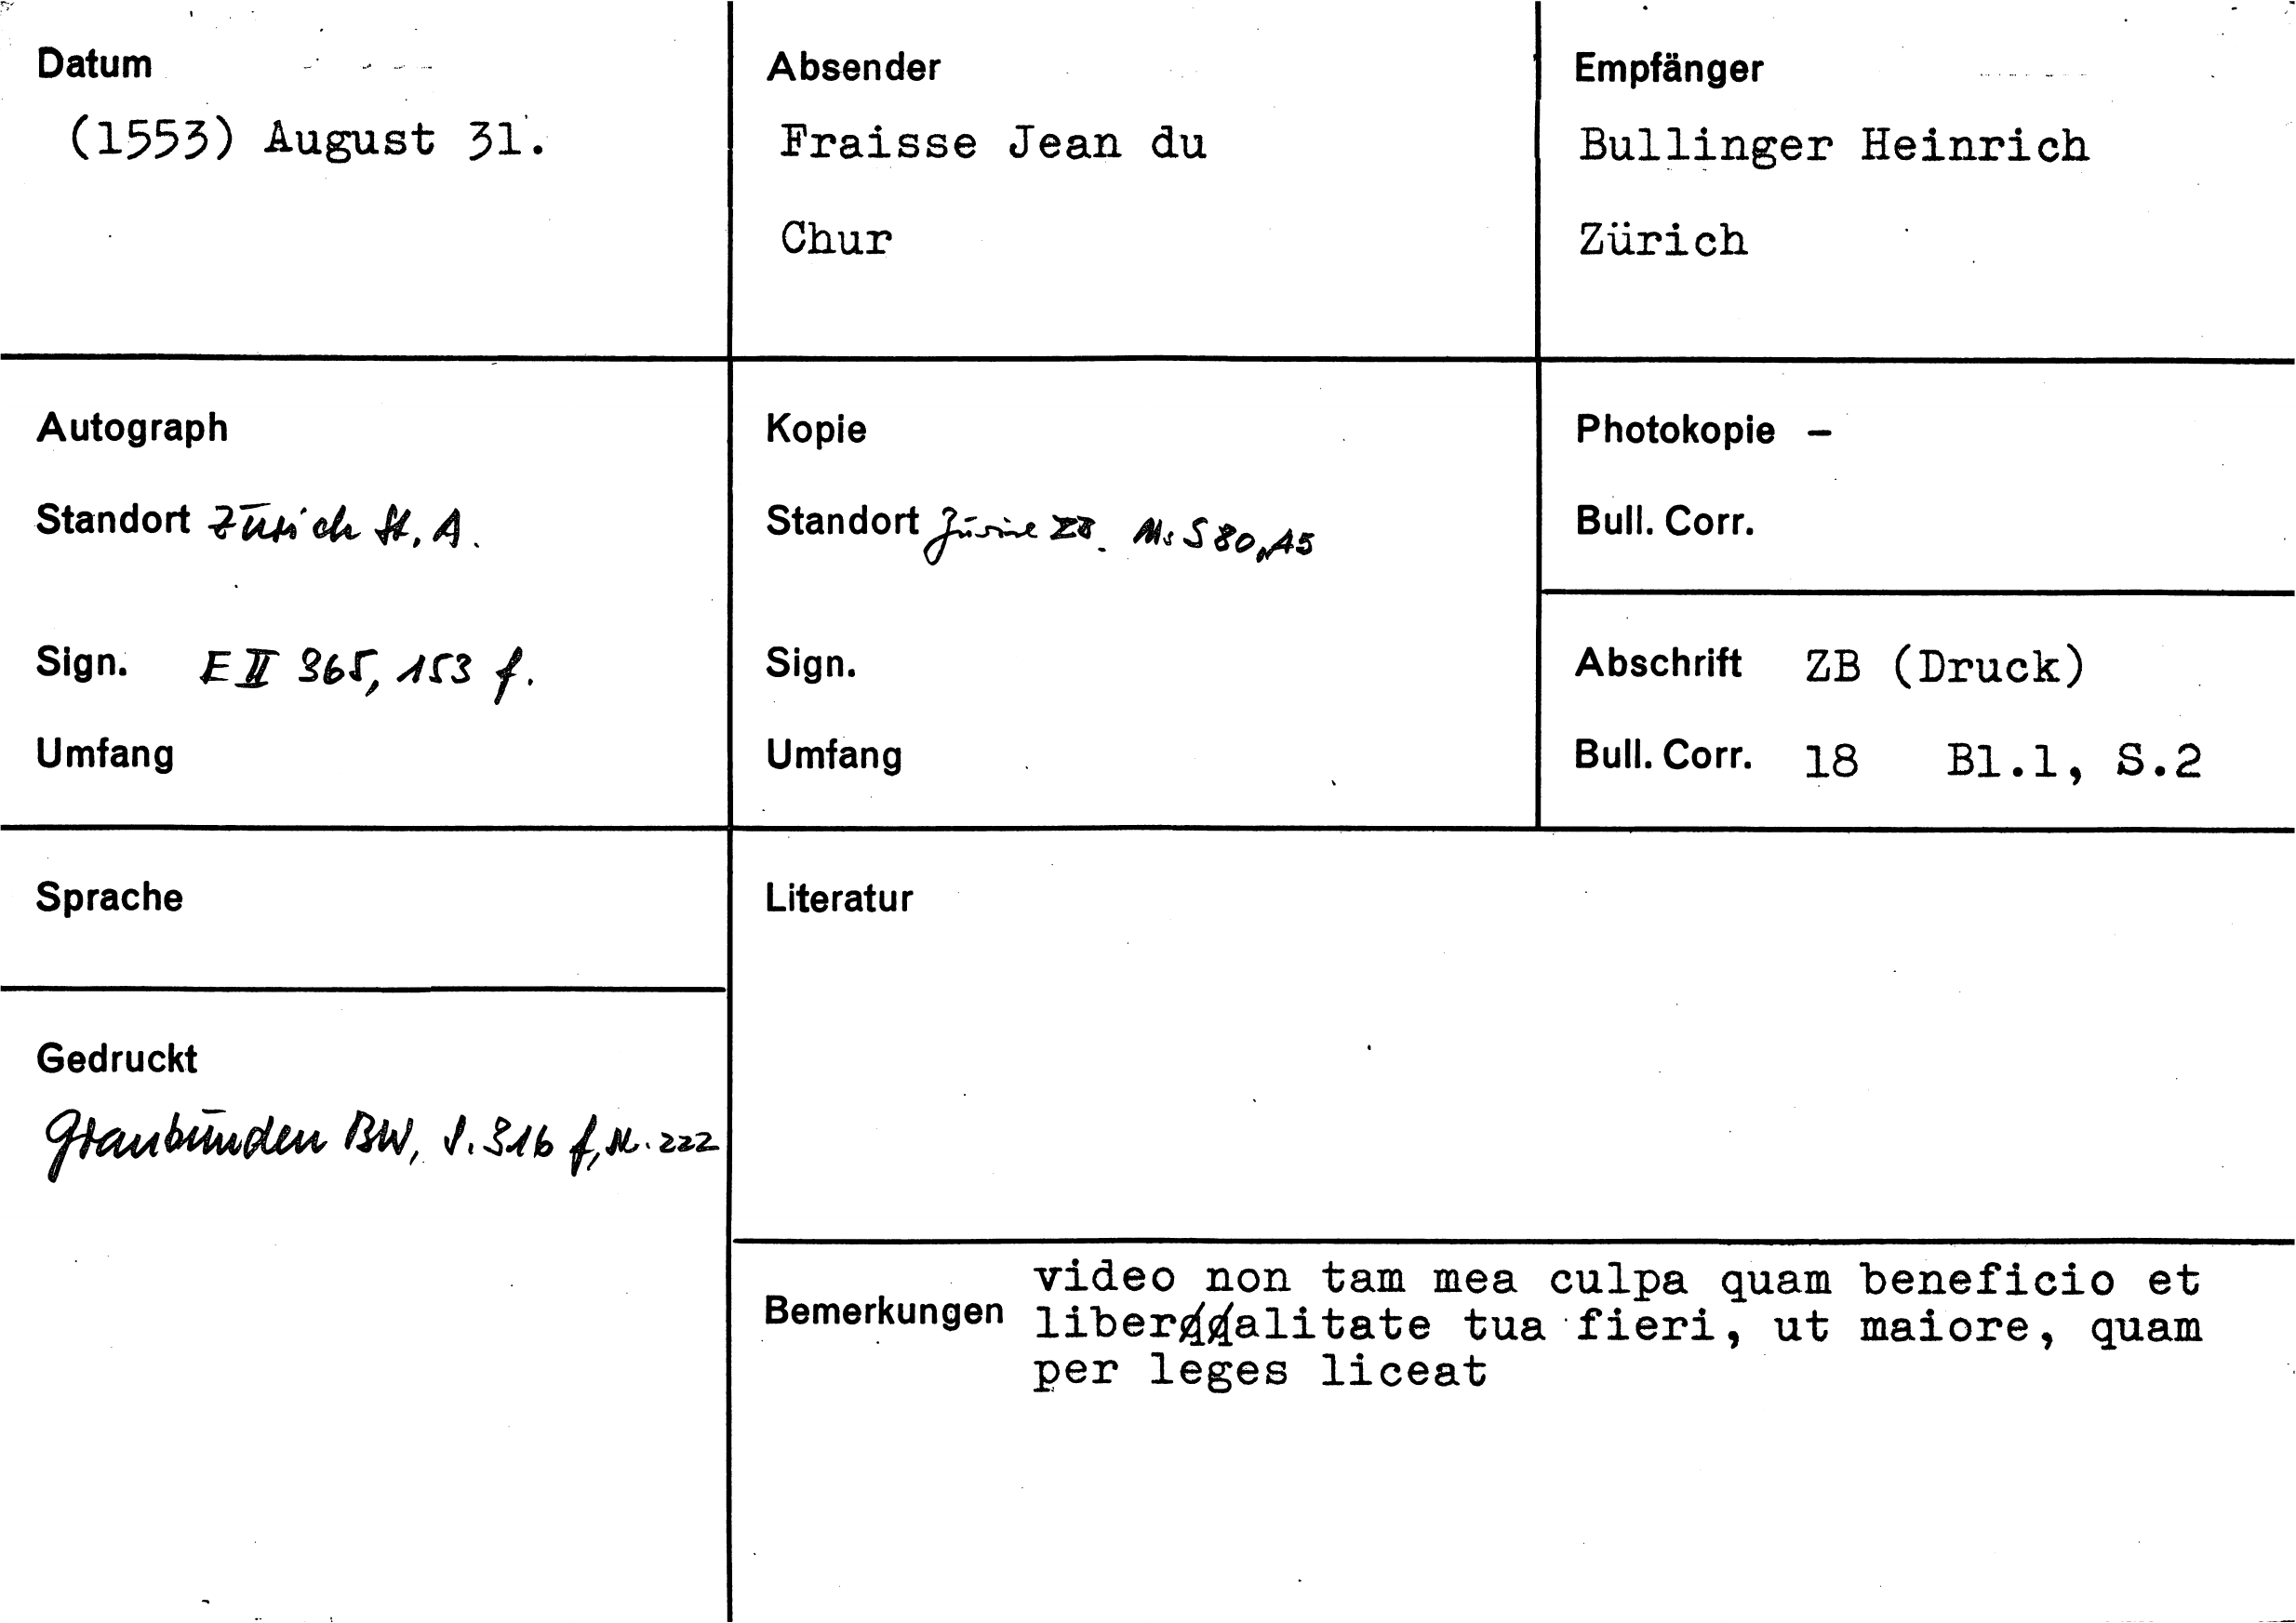 Datum
(1553) August 31.
Absender
Fraisse Jean du
Chur
Empfänger
Bullinger Heinrich
Zürich
Autograph
Standort Zürich St. A.
Sign. E II 365, 153 f.
Umfang
Kopie
Standort Zürich ZB. Ms S 80, 15
Sign.
Umfang
Photokopie –
Bull. Corr.
Abschrift ZB (Druck)
Bull. Corr. 18 Bl.1, S.2
Sprache
Gedruckt
Graubünden BW, S. 316 f, Nr. 222
Literatur
Bemerkungen
video non tam mea culpa quam beneficio et
liberalitate tua fieri, ut maiore, quam
per leges liceat